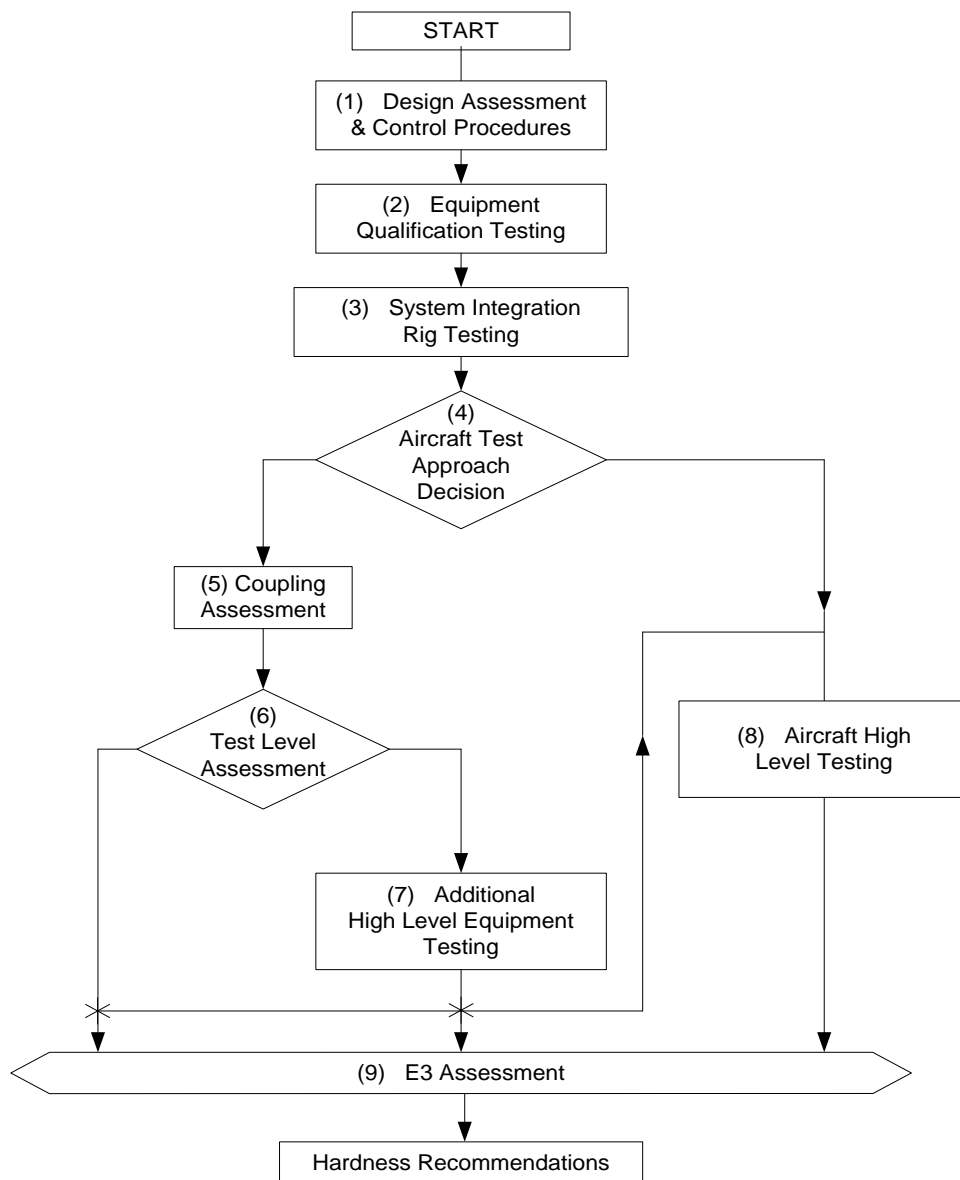 START
(1) Design Assessment
& Control Procedures
(2) Equipment
Qualification Testing
(3) System Integration
Rig Testing
(4)
Aircraft Test
Approach
Decision
(5) Coupling
Assessment
(6)
Test Level
Assessment
(7) Additional
High Level Equipment
Testing
(8) Aircraft High
Level Testing
(9) E3 Assessment
Hardness Recommendations